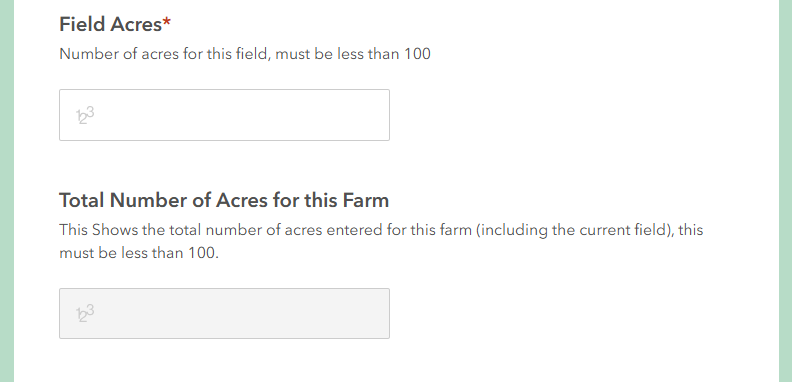 Field Acres*
Number of acres for this field, must be less than 100
123
Total Number of Acres for this Farm
This Shows the total number of acres entered for this farm (including the current field), this
must be less than 100.
123